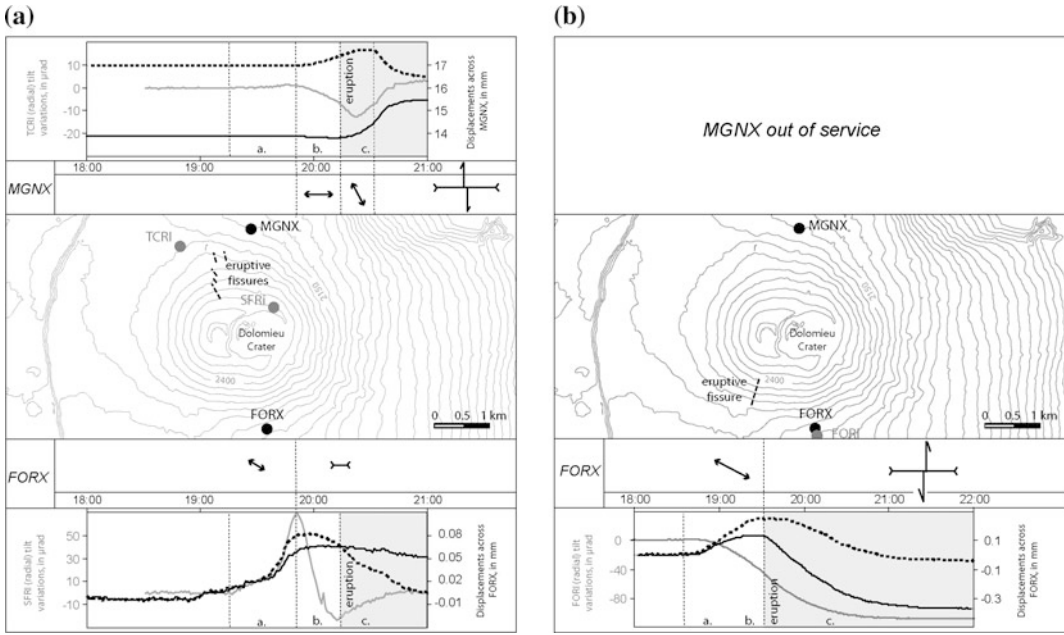 (a)
10
0
-10
-20
TCRI (radial) tilt
variations, in μrad
17
16
15
14
Displacements across
MGNX, in mm
eruption
a.
b.
c.
18:00
19:00
20:00
21:00
MGNX
TCRI
MGNX
eruptive
fissures
SFRi
2150
Dolomieu
Crater
2400
0
0.5
1 km
FORX
FORX
18:00
19:00
20:00
21:00
50
30
10
-10
SFRI (radial) tilt
variations, in μrad
0.08
0.05
0.02
-0.01
Displacements across
FORX, in mm
eruption
a.
b.
c.
(b)
MGNX out of service
MGNX
2150
Dolomieu
Crater
eruptive
fissure
2400
0
0.5
1 km
FORX
FORI
FORX
18:00
19:00
20:00
21:00
22:00
0
-40
-80
FORI (radial) tilt
variations, in μrad
0.1
-0.1
-0.3
Displacements across
FORX, in mm
eruption
a.
b.
c.